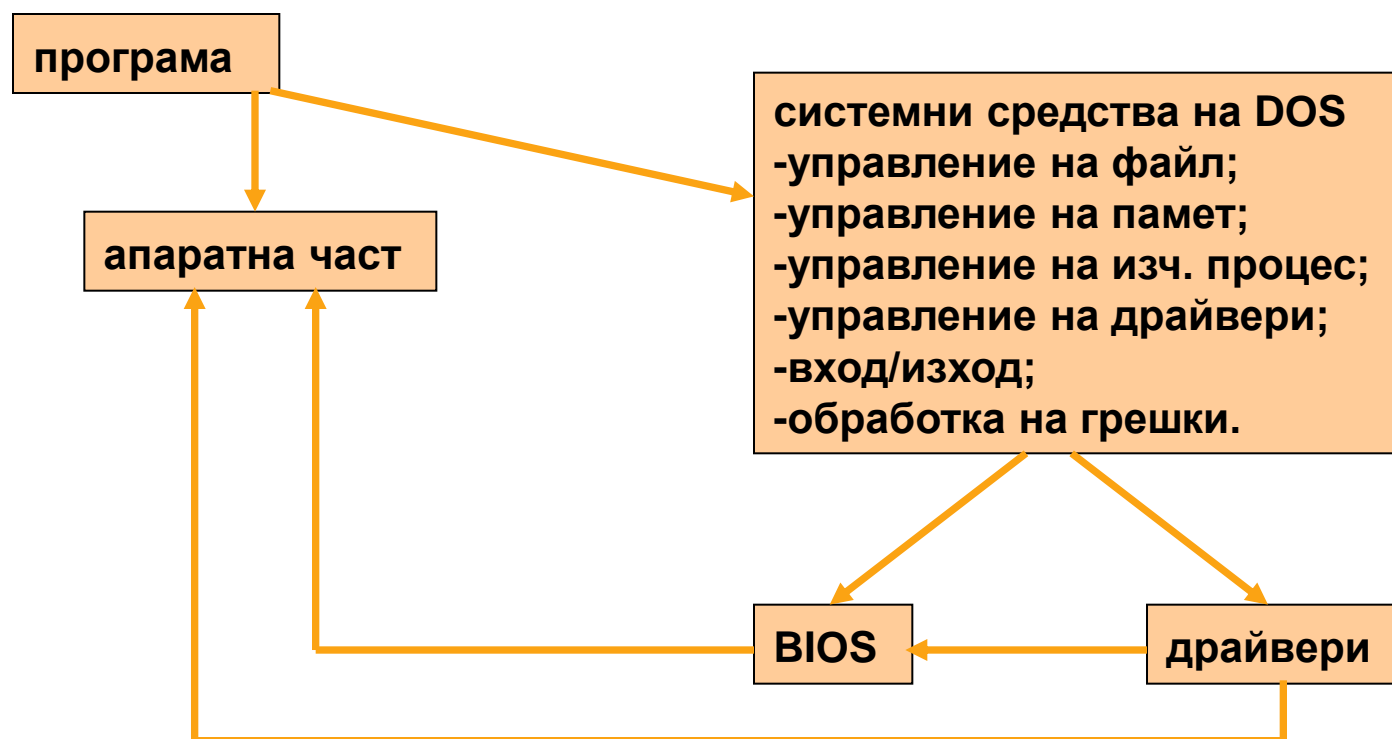 програма
системни средства на DOS
-управление на файл;
-управление на памет;
-управление на изч. процес;
-управление на драйвери;
-вход/изход;
-обработка на грешки.
апаратна част
BIOS
драйвери